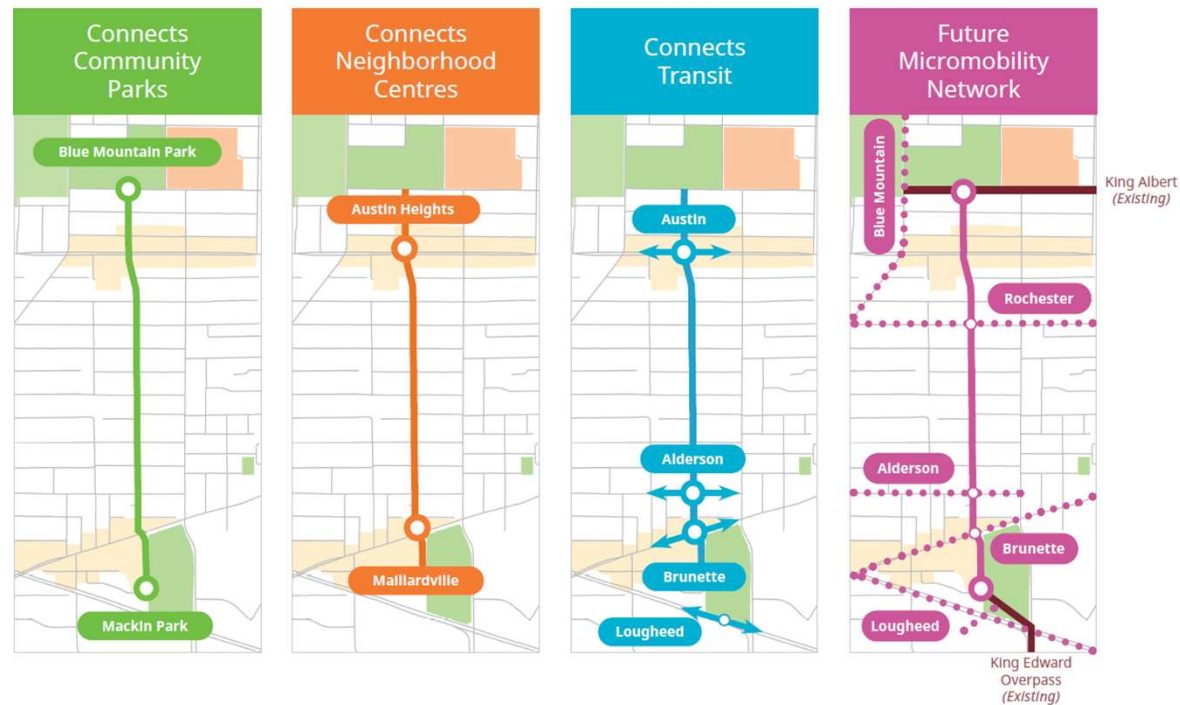 Connects
Community
Parks
Blue Mountain Park
Mackin Park
Connects
Neighborhood
Centres
Austin Heights
Maillardville
Connects
Transit
Austin
Alderson
Brunette
Lougheed
Future
Micromobility
Network
Blue Mountain
King Albert
(Existing)
Rochester
Alderson
Brunette
Lougheed
King Edward
Overpass
(Existing)